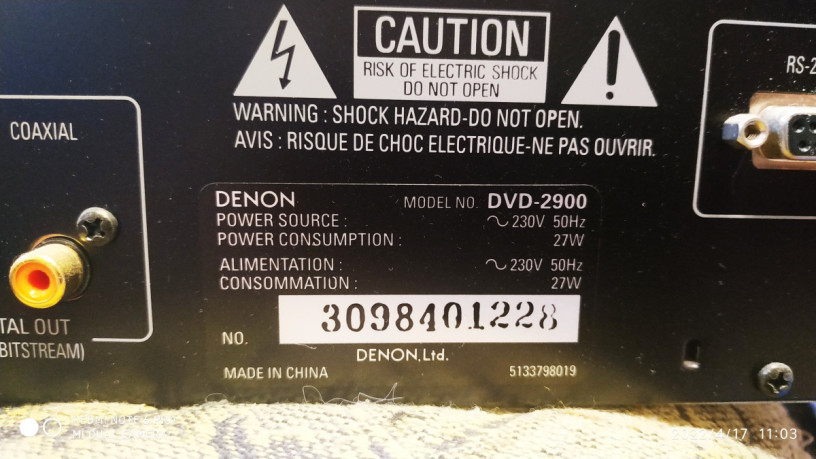 CAUTION
RISK OF ELECTRIC SHOCK
DO NOT OPEN
WARNING : SHOCK HAZARD-DO NOT OPEN.
AVIS : RISQUE DE CHOC ELECTRIQUE-NE PAS OUVRIR.
RS-2
COAXIAL
TAL OUT
BITSTREAM)
DENON MODEL NO. DVD-2900
POWER SOURCE : ~ 230V 50Hz
POWER CONSUMPTION : 27W
ALIMENTATION : ~ 230V 50Hz
CONSOMMATION : 27W
NO. 3098401228
DENON,Ltd.
MADE IN CHINA 5133798019
11:03